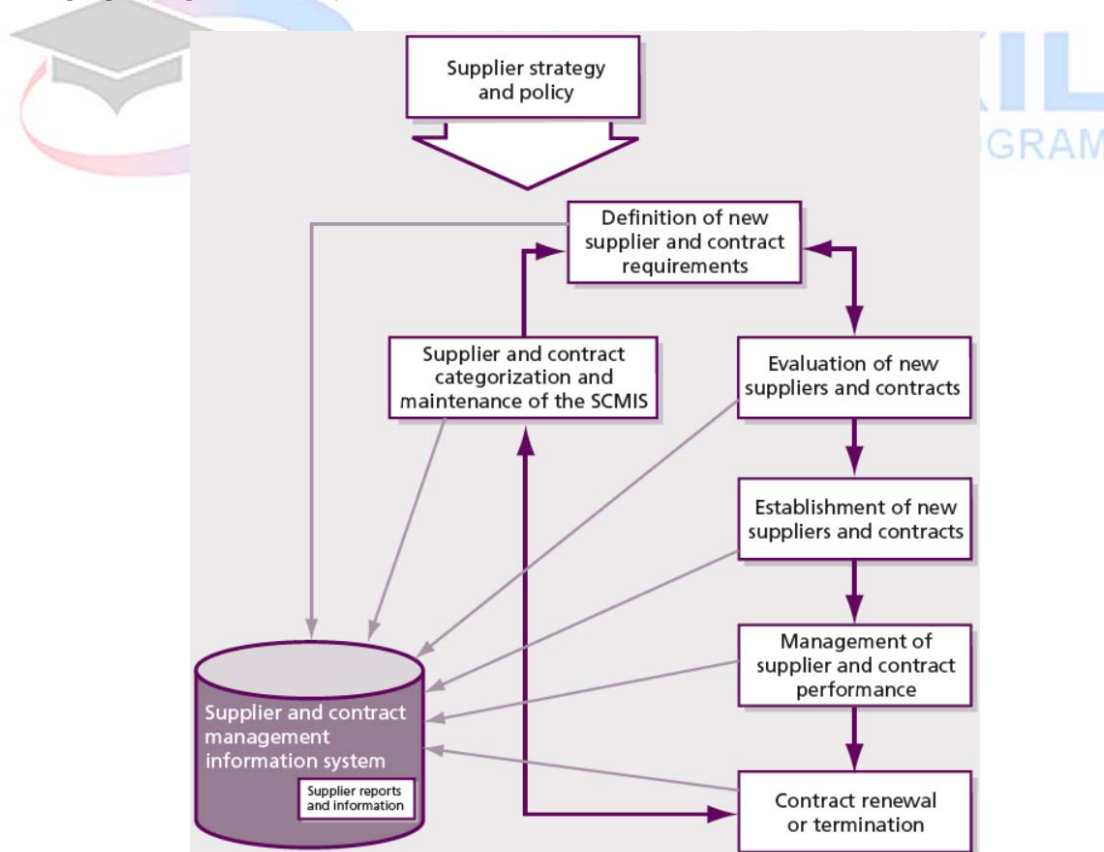 Supplier strategy
and policy
Definition of new
supplier and contract
requirements
Supplier and contract
categorization and
maintenance of the SCMIS
Evaluation of new
suppliers and contracts
Establishment of new
suppliers and contracts
Management of
supplier and contract
performance
Supplier and contract
management
information system
Supplier reports
and information
Contract renewal
or termination